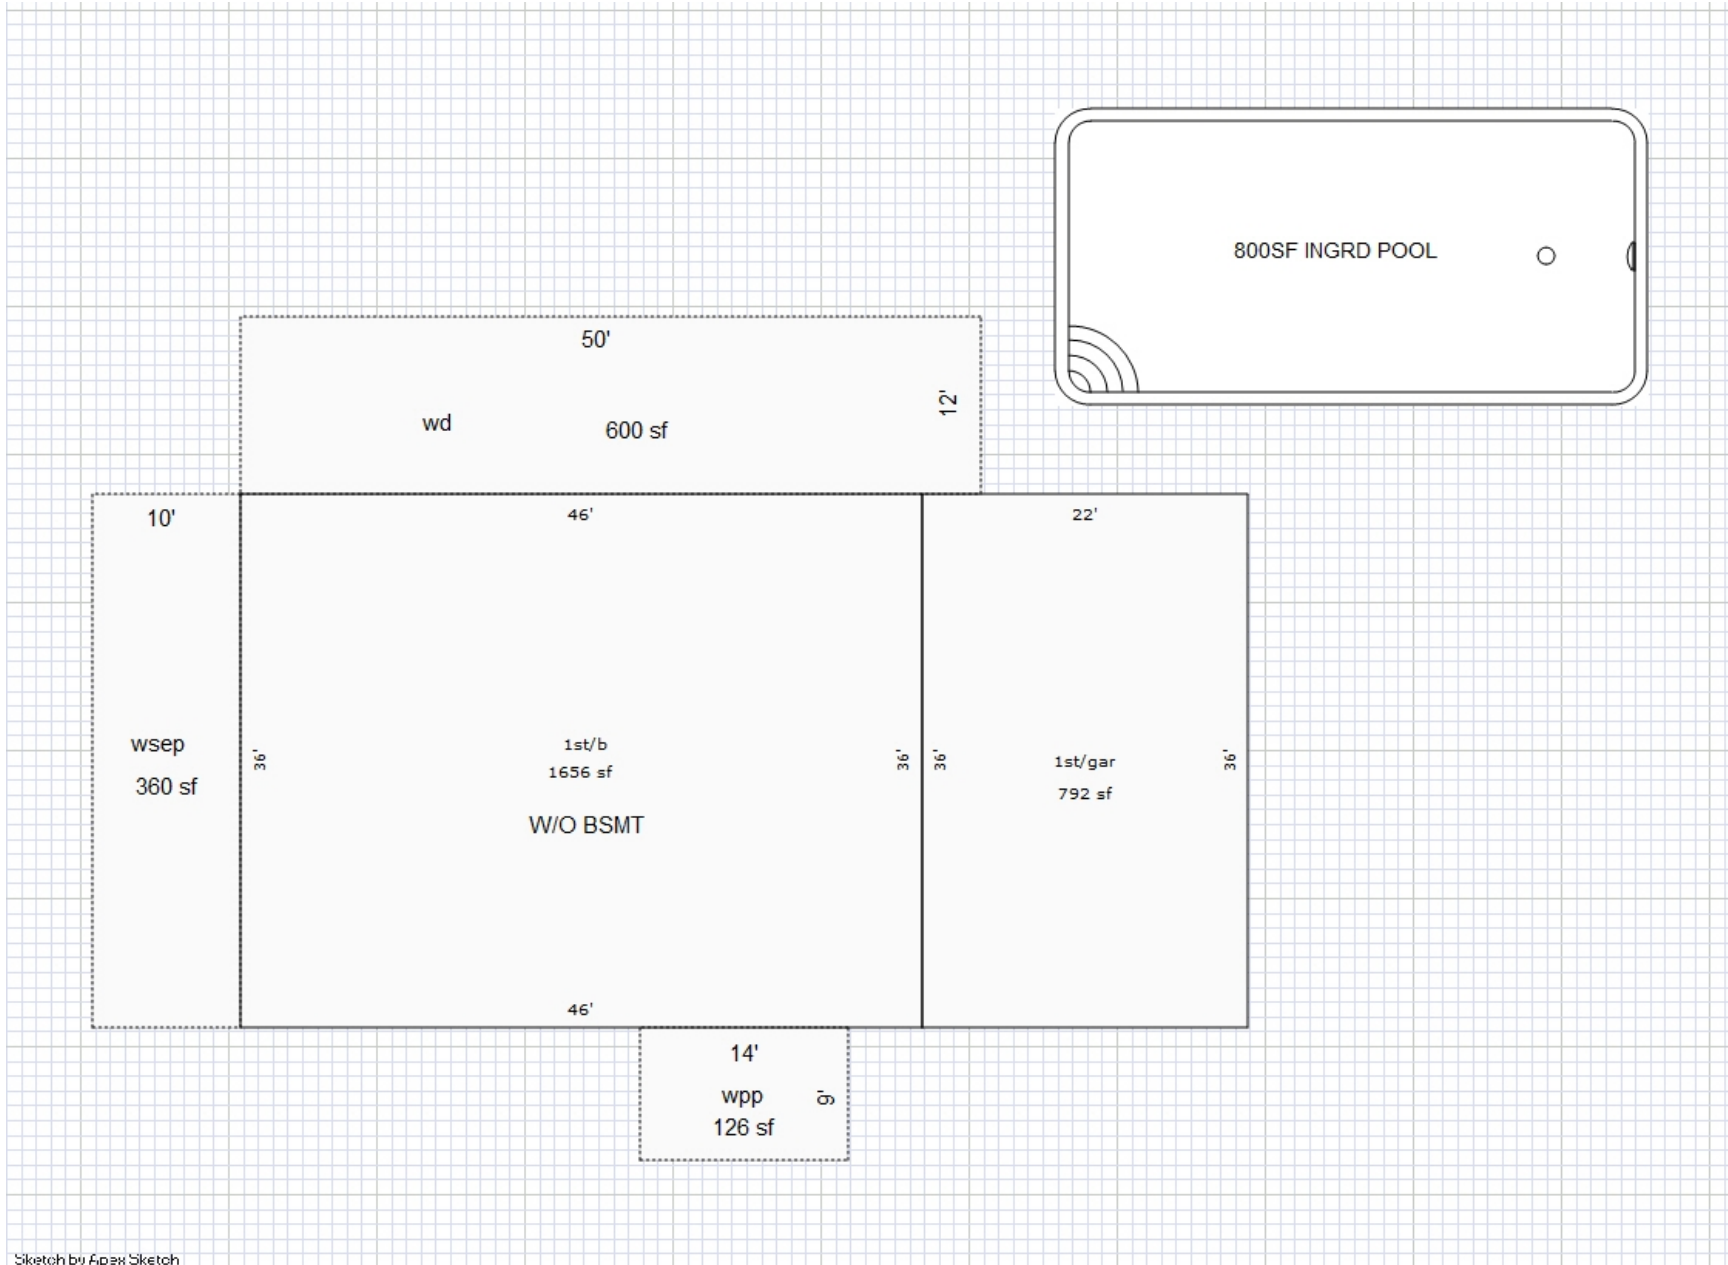 800SF INGRD POOL
50'
12'
wd
600 sf
10'
46'
22'
wsep
360 sf
36'
1st/b
1656 sf
W/O BSMT
36'
36'
1st/gar
792 sf
36'
46'
14'
9'
wpp
126 sf
Sketch by Apex Sketch